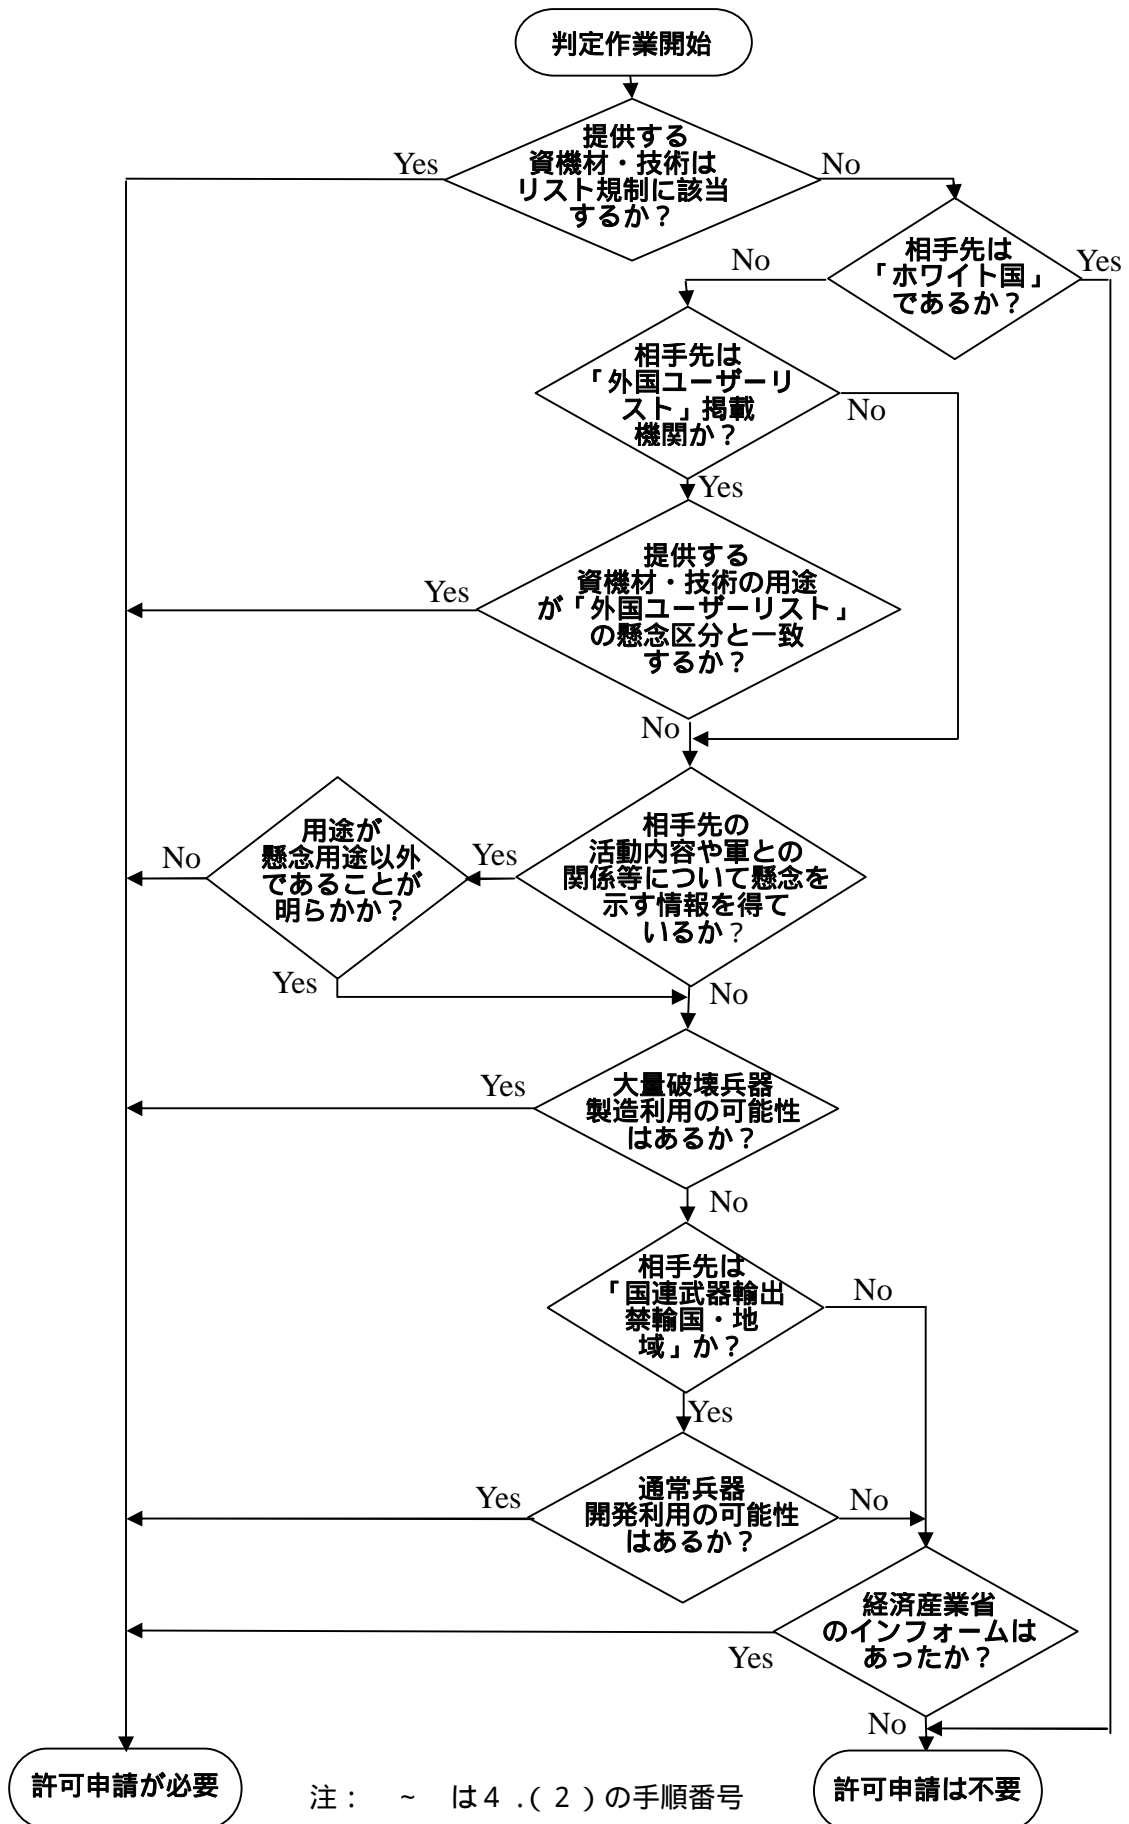 判定作業開始
提供する
資機材・技術は
リスト規制に該当
するか？
Yes
No
相手先は
「ホワイト国」
であるか？
No
Yes
相手先は
「外国ユーザーリ
スト」掲載
機関か？
No
Yes
提供する
資機材・技術の用途
が「外国ユーザーリスト」
の懸念区分と一致
するか？
Yes
No
相手先の
活動内容や軍との
関係等について懸念を
示す情報を得て
いるか？
Yes
用途が
懸念用途以外
であることが
明らかか？
No
Yes
No
大量破壊兵器
製造利用の可能性
はあるか？
Yes
No
相手先は
「国連武器輸出
禁輸国・地
域」か？
No
Yes
通常兵器
開発利用の可能性
はあるか？
Yes
No
経済産業省
のインフォームは
あったか？
Yes
No
許可申請が必要
注：　～　は４．（２）の手順番号
許可申請は不要